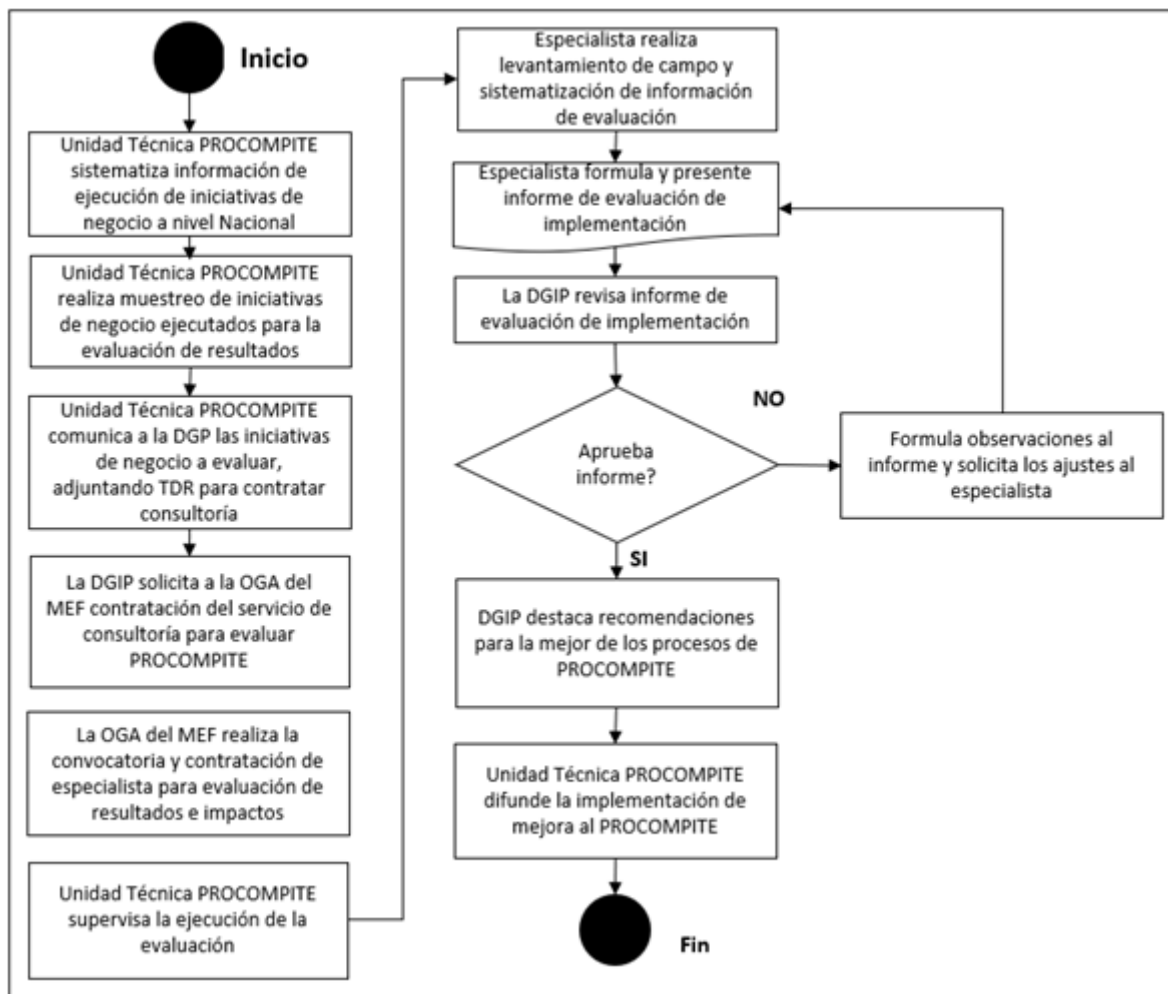 Inicio
Unidad Técnica PROCOMPITE
sistematiza información de
ejecución de iniciativas de
negocio a nivel Nacional
Unidad Técnica PROCOMPITE
realiza muestreo de iniciativas
de negocio ejecutados para la
evaluación de resultados
Unidad Técnica PROCOMPITE
comunica a la DGP las iniciativas
de negocio a evaluar,
adjuntando TDR para contratar
consultoría
La DGIP solicita a la OGA del
MEF contratación del servicio de
consultoría para evaluar
PROCOMPITE
La OGA del MEF realiza la
convocatoria y contratación de
especialista para evaluación de
resultados e impactos
Unidad Técnica PROCOMPITE
supervisa la ejecución de la
evaluación
Especialista realiza
levantamiento de campo y
sistematización de información
de evaluación
Especialista formula y presente
informe de evaluación de
implementación
La DGIP revisa informe de
evaluación de implementación
Aprueba
informe?
NO
Formula observaciones al
informe y solicita los ajustes al
especialista
SI
DGIP destaca recomendaciones
para la mejor de los procesos de
PROCOMPITE
Unidad Técnica PROCOMPITE
difunde la implementación de
mejora al PROCOMPITE
Fin